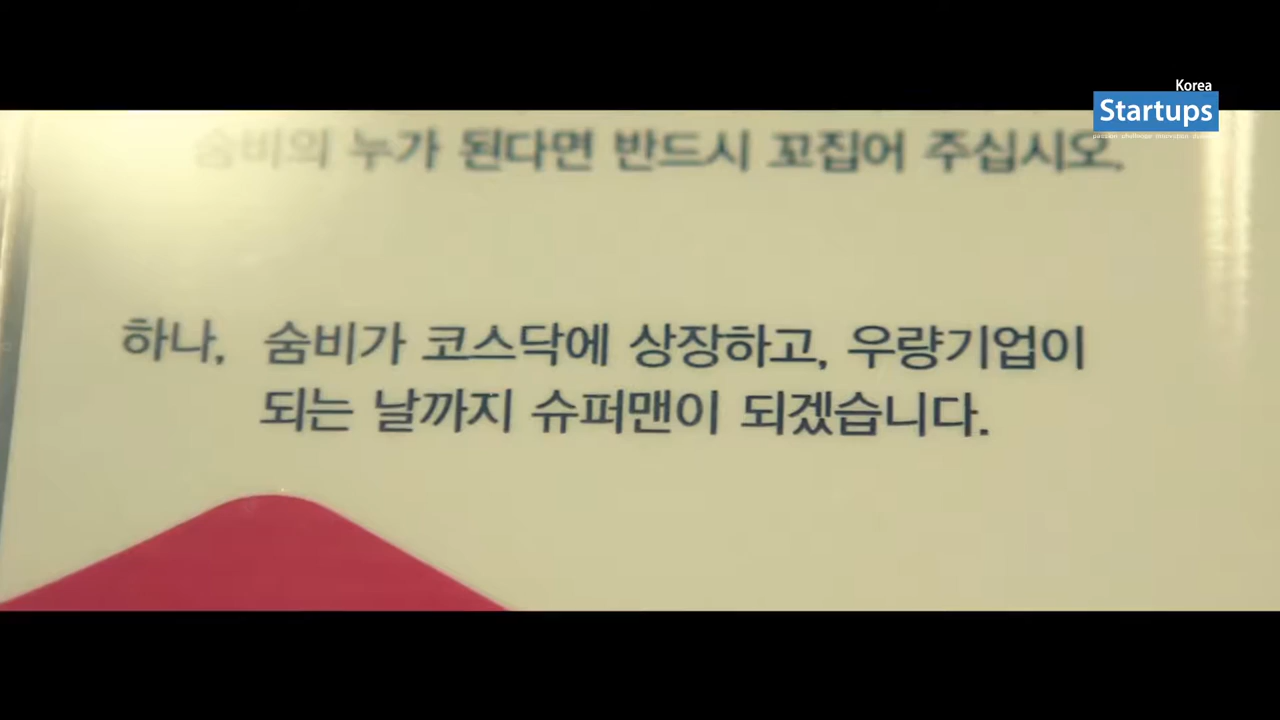 Korea
Startups
숨비의 누가 된다면 반드시 꼬집어 주십시오.
하나, 숨비가 코스닥에 상장하고, 우량기업이
되는 날까지 슈퍼맨이 되겠습니다.